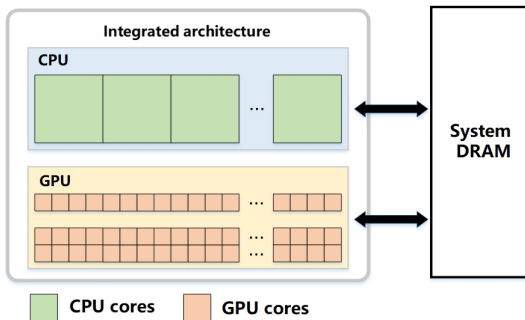 Integrated architecture
CPU
...
GPU
...
...
...
System
DRAM
CPU cores
GPU cores